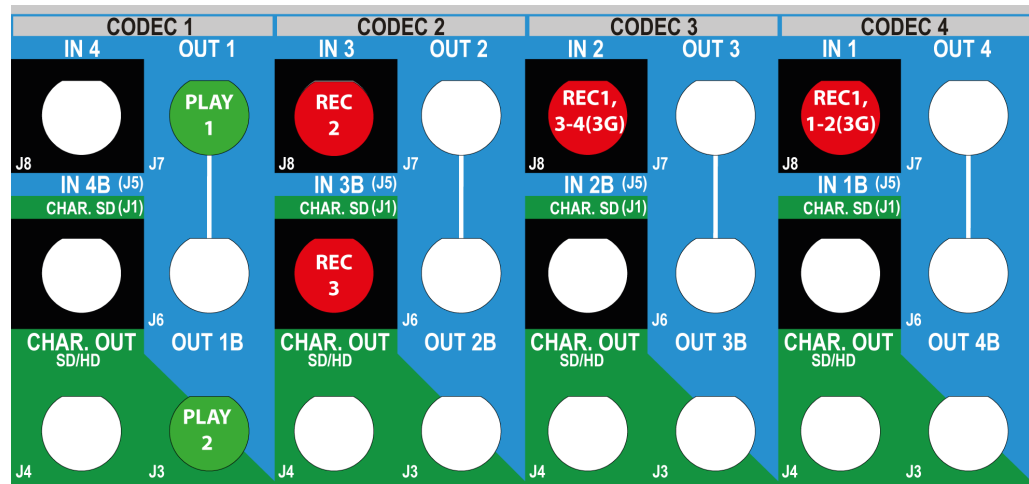 CODEC 1 CODEC 2 CODEC 3 CODEC 4
IN 4 OUT 1 IN 3 OUT 2 IN 2 OUT 3 IN 1 OUT 4
PLAY REC REC1, REC1,
1 2 3-4(3G) 1-2(3G)
J8 J7 J8 J7 J8 J7 J8 J7
IN 4B (J5) IN 3B (J5) IN 2B (J5) IN 1B (J5)
CHAR. SD (J1) CHAR. SD (J1) CHAR. SD (J1) CHAR. SD (J1)
REC
3
J6 J6 J6 J6
CHAR. OUT OUT 1B CHAR. OUT OUT 2B CHAR. OUT OUT 3B CHAR. OUT OUT 4B
SD/HD SD/HD SD/HD SD/HD
PLAY
2
J4 J3 J4 J3 J4 J3 J4 J3